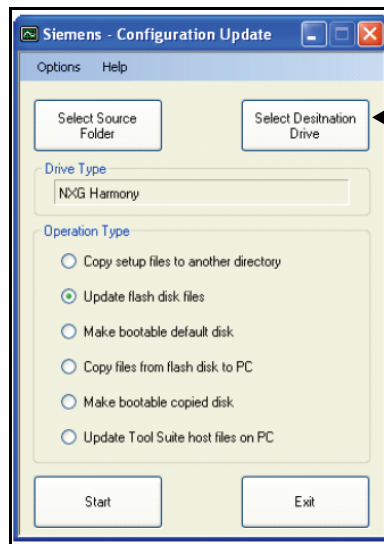 Siemens - Configuration Update
Options Help
Select Source
Folder
Select Desitnation
Drive
Drive Type
NXG Harmony
Operation Type
Copy setup files to another directory
Update flash disk files
Make bootable default disk
Copy files from flash disk to PC
Make bootable copied disk
Update Tool Suite host files on PC
Start
Exit